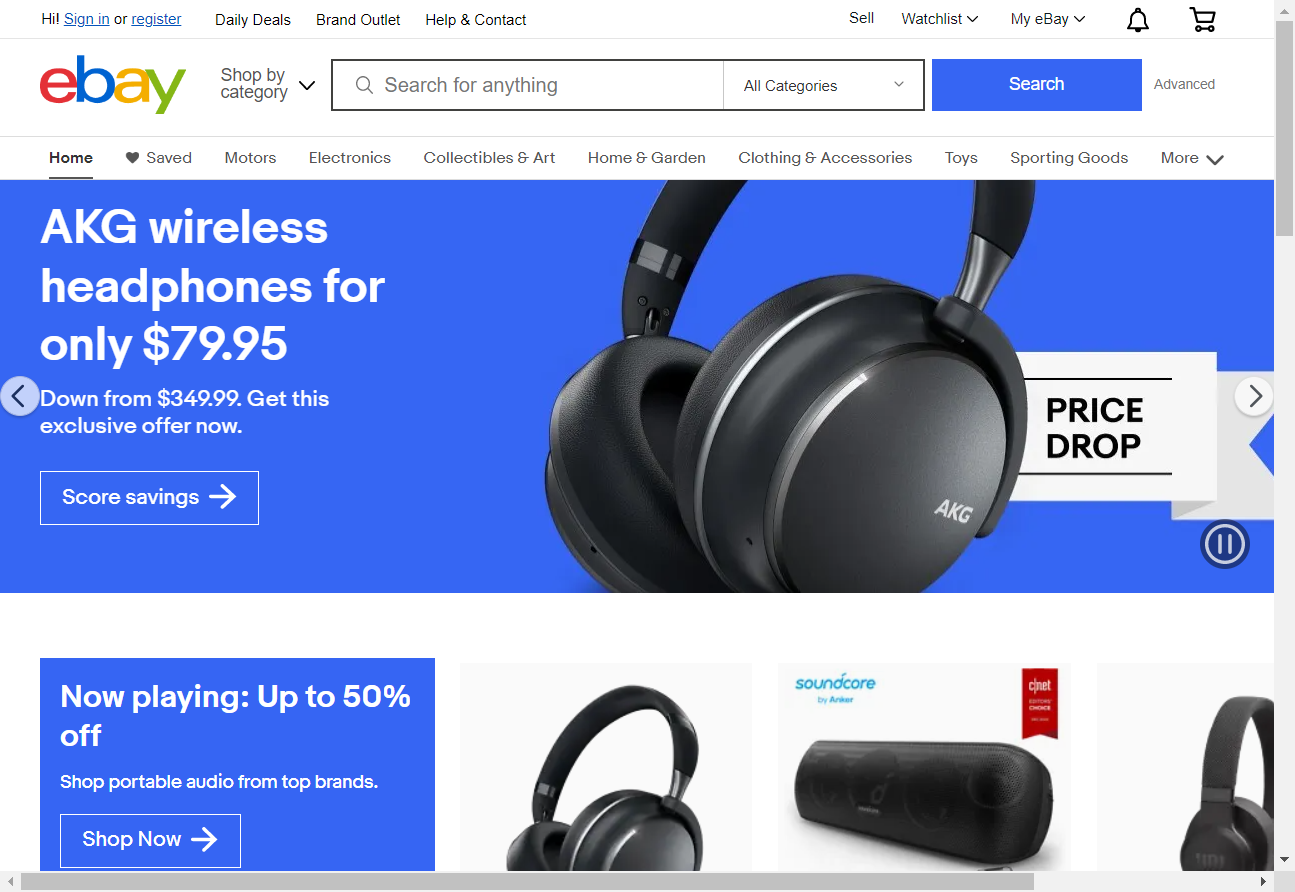 Hi! Sign in or register Daily Deals Brand Outlet Help & Contact Sell Watchlist My eBay
ebay
Shop by
category
Search for anything
All Categories
Search
Advanced
Home Saved Motors Electronics Collectibles & Art Home & Garden Clothing & Accessories Toys Sporting Goods More
AKG wireless
headphones for
only $79.95
Down from $349.99. Get this
exclusive offer now.
Score savings
PRICE
DROP
AKG
Now playing: Up to 50%
off
Shop portable audio from top brands.
Shop Now
soundcore
by Anker
c|net
EDITORS'
CHOICE